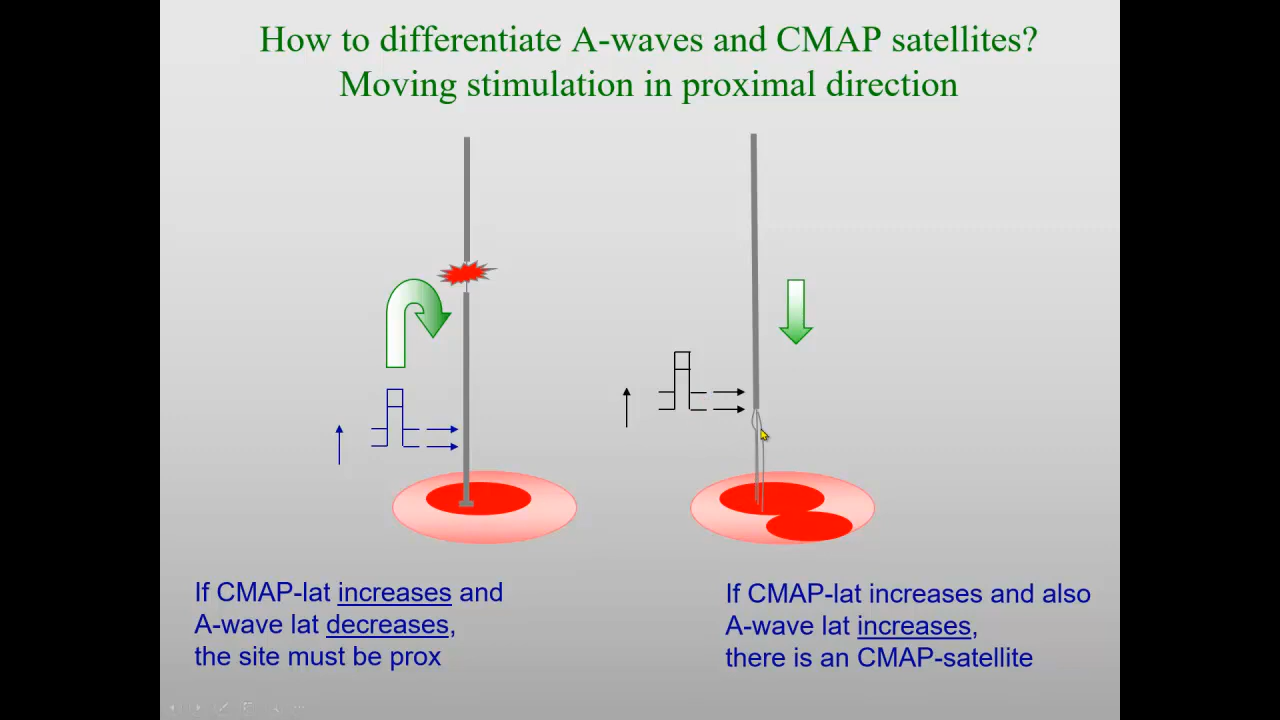 How to differentiate A-waves and CMAP satellites?
Moving stimulation in proximal direction
If CMAP-lat increases and
A-wave lat decreases,
the site must be prox
If CMAP-lat increases and also
A-wave lat increases,
there is an CMAP-satellite